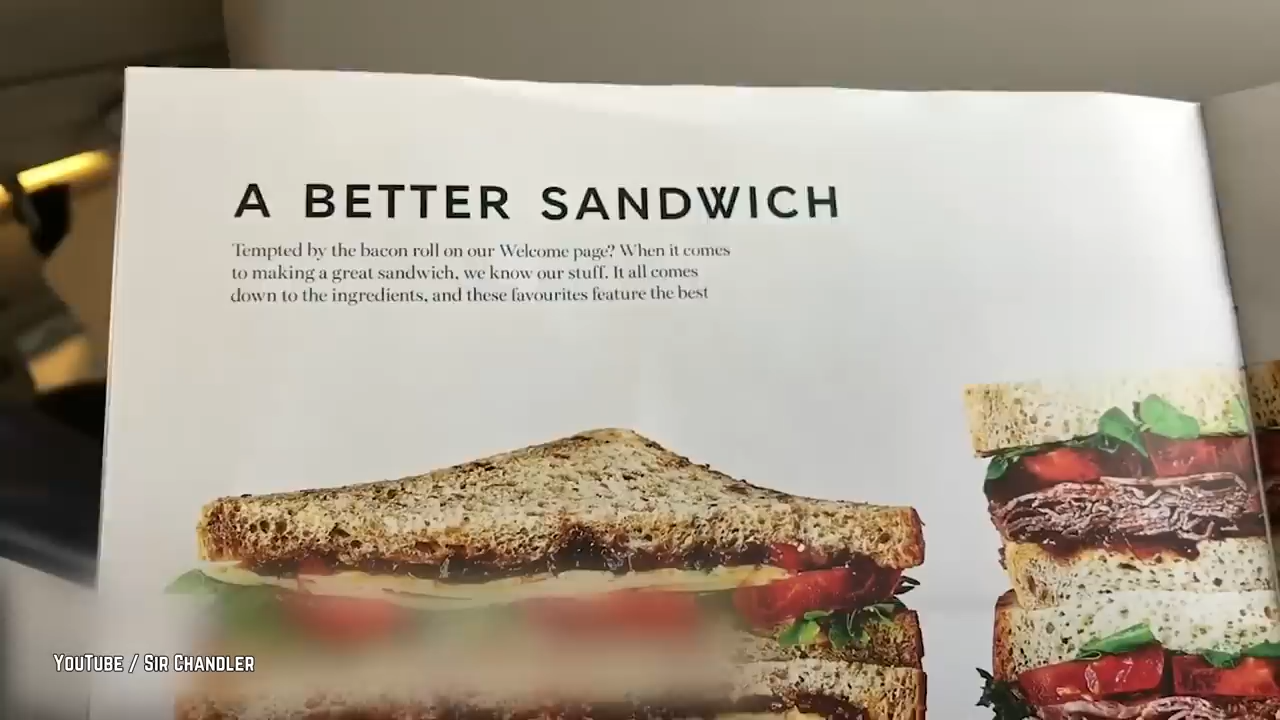 A BETTER SANDWICH
Tempted by the bacon roll on our Welcome page? When it comes
to making a great sandwich, we know our stuff. It all comes
down to the ingredients, and these favourites feature the best
YouTube / Sir Chandler